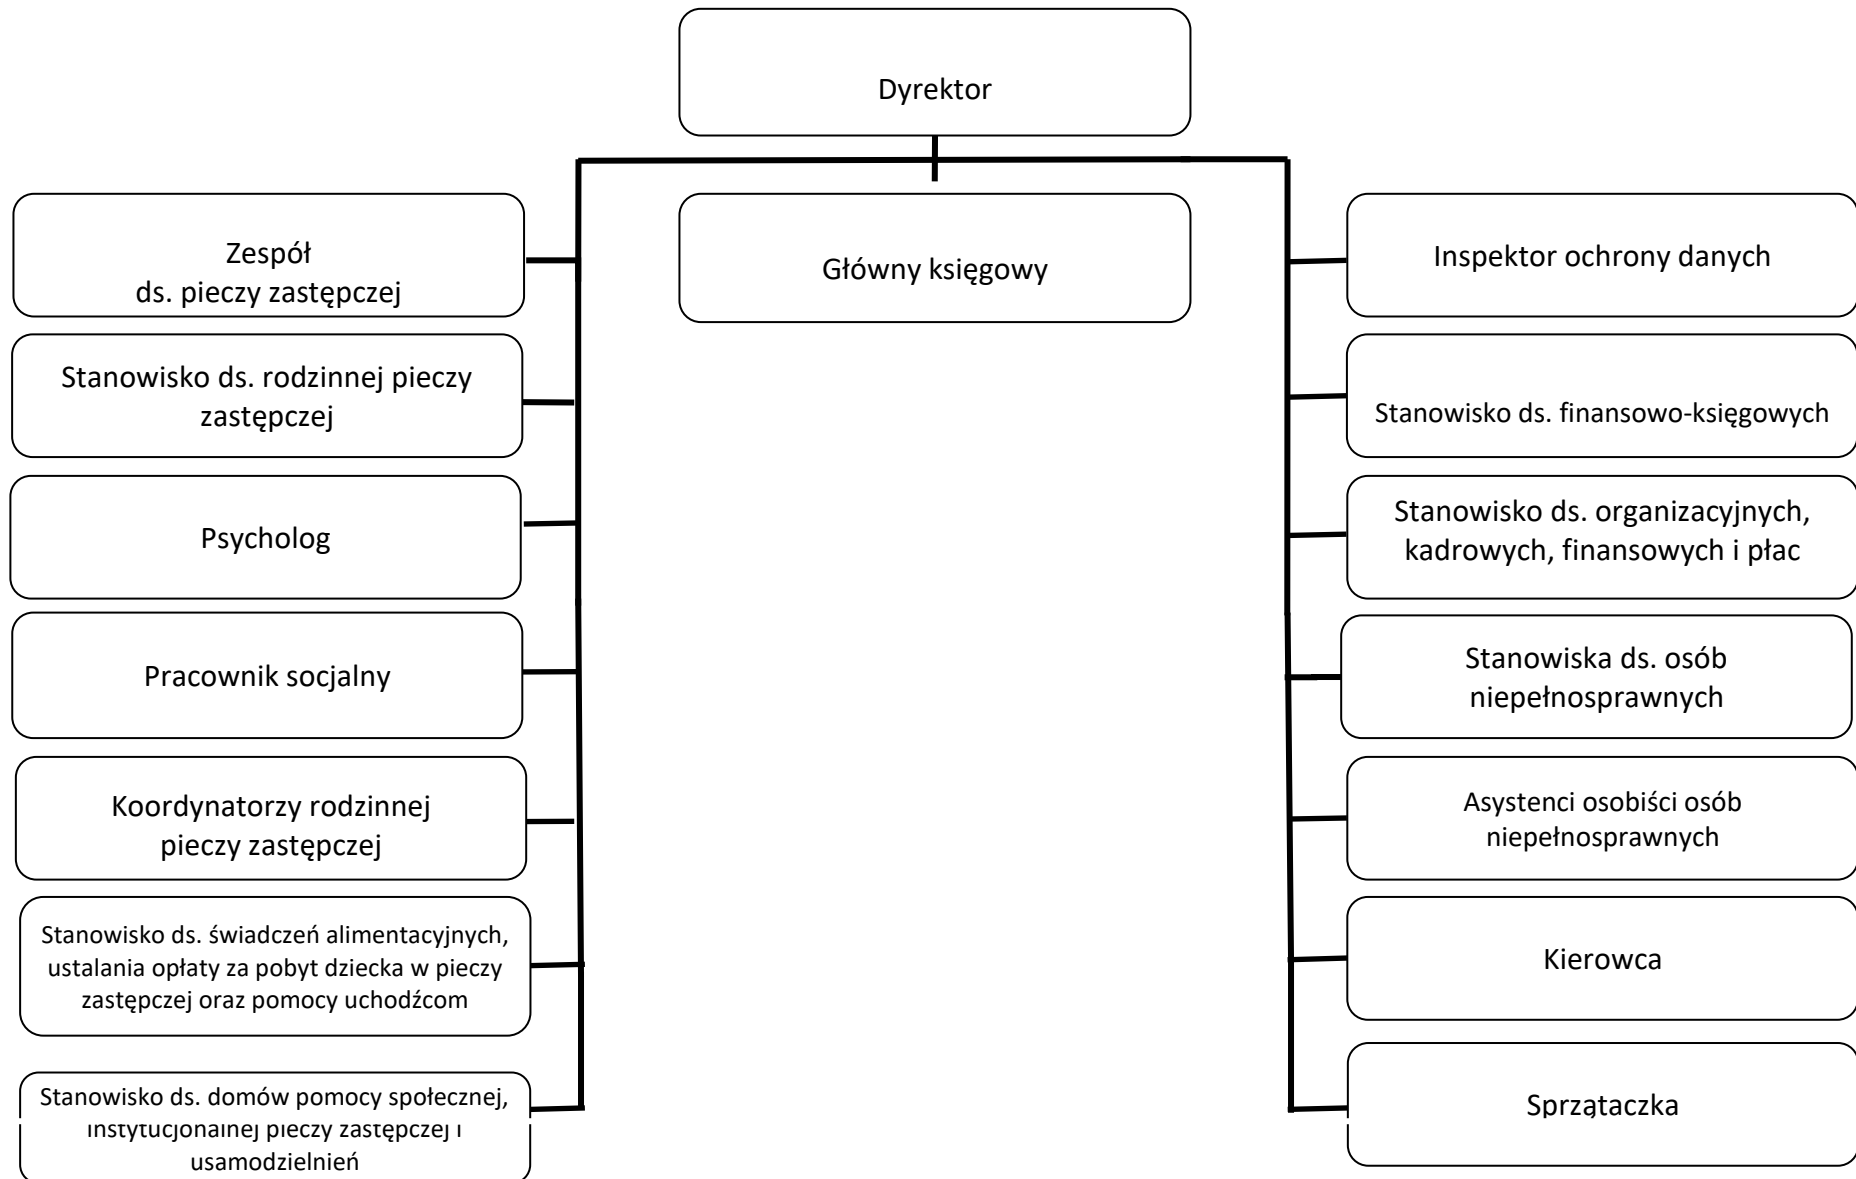 Dyrektor
Zespół
ds. pieczy zastępczej
Stanowisko ds. rodzinnej pieczy
zastępczej
Psycholog
Pracownik socjalny
Koordynatorzy rodzinnej
pieczy zastępczej
Stanowisko ds. świadczeń alimentacyjnych,
ustalania opłaty za pobyt dziecka w pieczy
zastępczej oraz pomocy uchodźcom
Stanowisko ds. domów pomocy społecznej,
instytucjonalnej pieczy zastępczej i
usamodzielnień
Główny księgowy
Inspektor ochrony danych
Stanowisko ds. finansowo-księgowych
Stanowisko ds. organizacyjnych,
kadrowych, finansowych i płac
Stanowiska ds. osób
niepełnosprawnych
Asystenci osobiści osób
niepełnosprawnych
Kierowca
Sprzątaczka